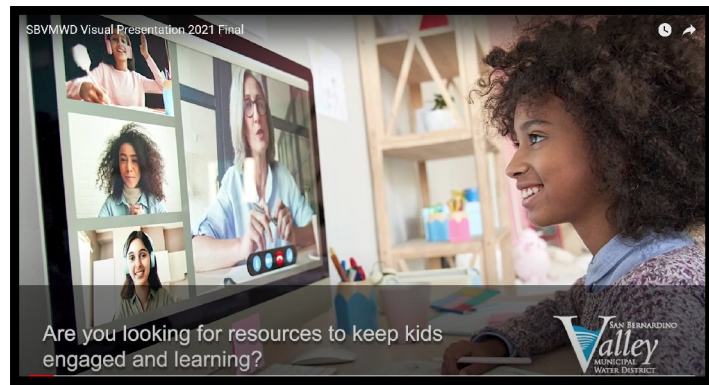 SBVMWD Visual Presentation 2021 Final
Are you looking for resources to keep kids
engaged and learning?
SAN BERNARDINO
Valley
MUNICIPAL
WATER DISTRICT